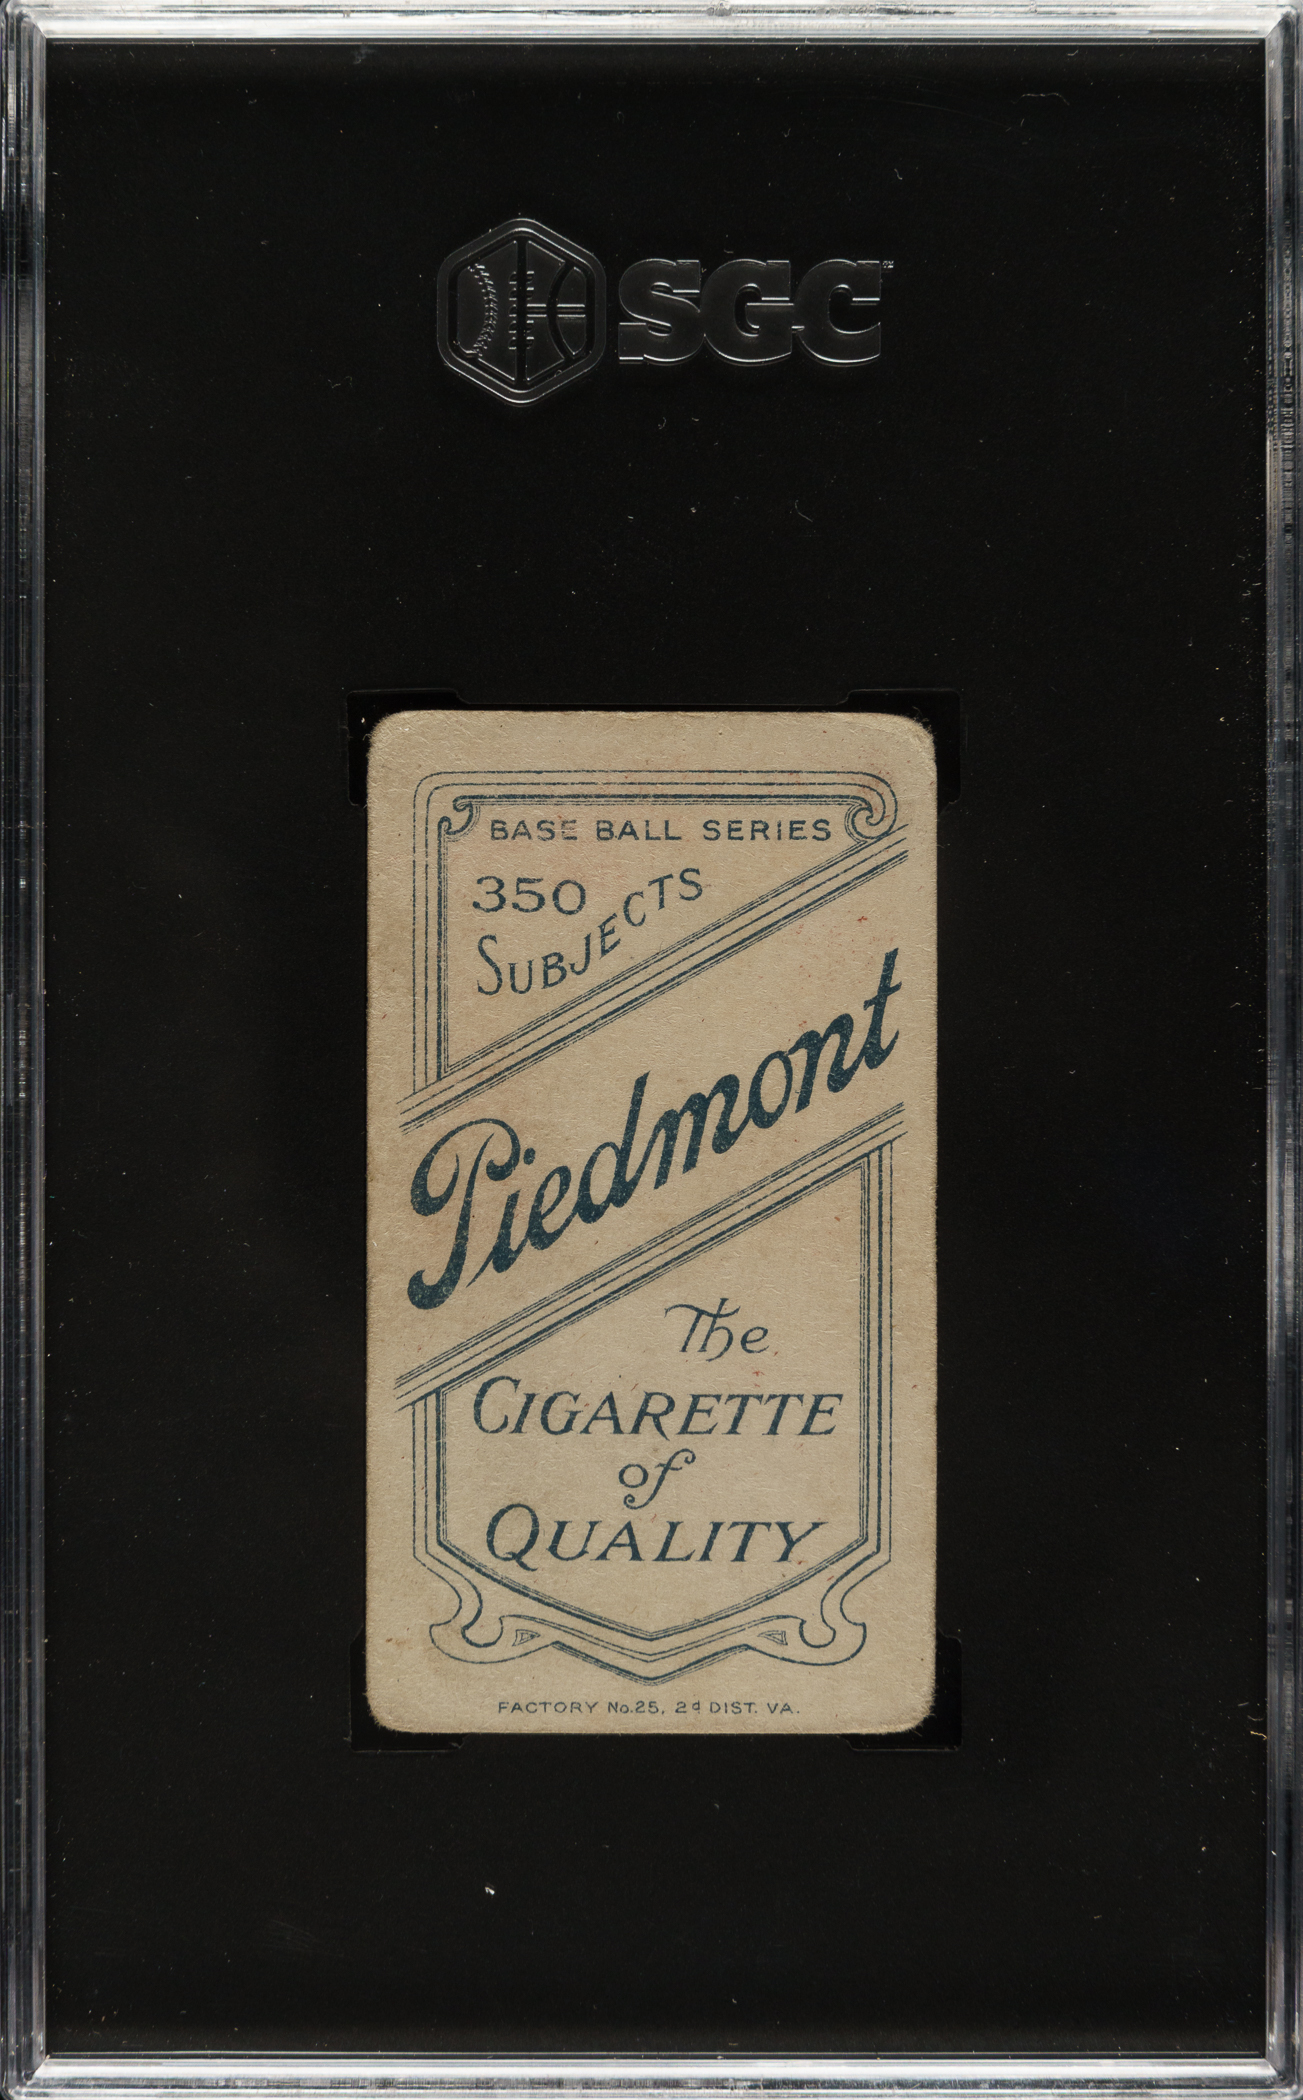 SGC
BASE BALL SERIES
350
SUBJECTS
Piedmont
The
CIGARETTE
of
QUALITY
FACTORY No.25, 2d DIST. VA.